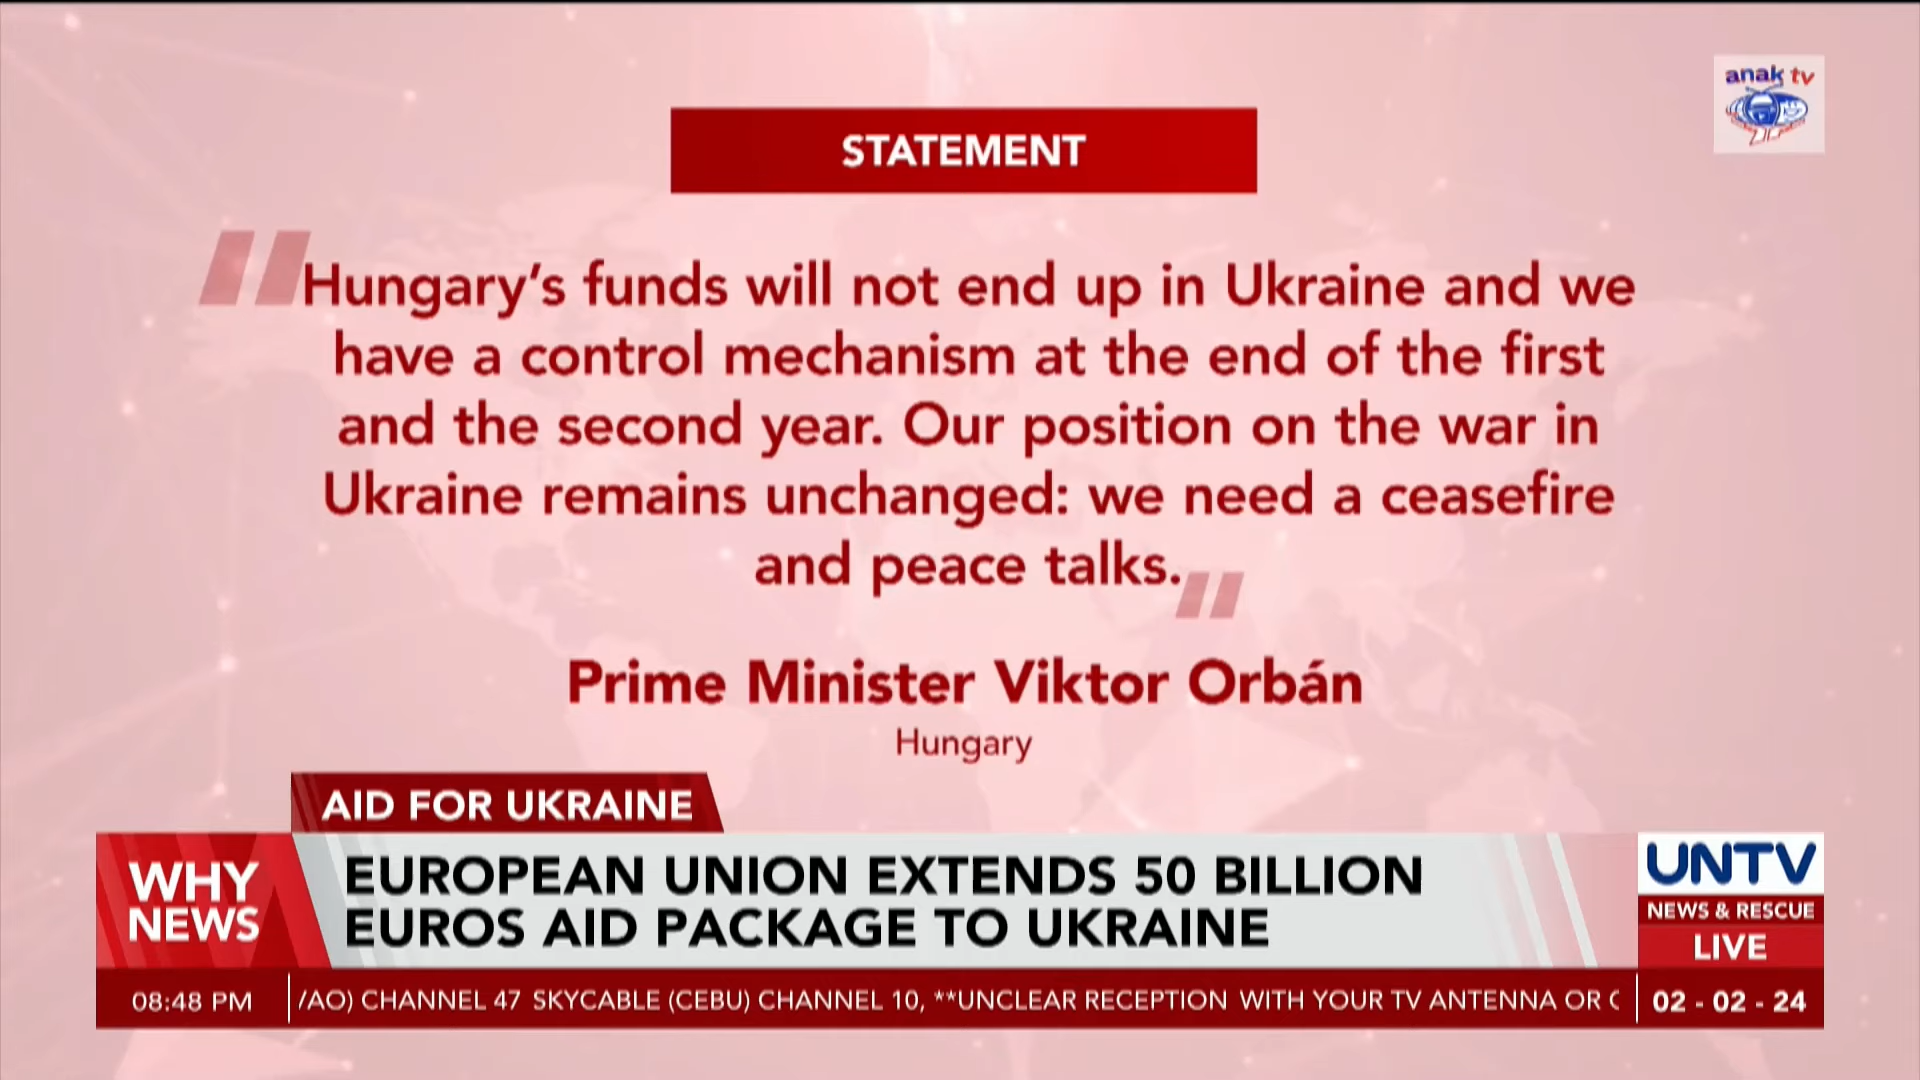 anak tv
STATEMENT
"Hungary's funds will not end up in Ukraine and we
have a control mechanism at the end of the first
and the second year. Our position on the war in
Ukraine remains unchanged: we need a ceasefire
and peace talks."
Prime Minister Viktor Orbán
Hungary
AID FOR UKRAINE
WHY
NEWS
EUROPEAN UNION EXTENDS 50 BILLION
EUROS AID PACKAGE TO UKRAINE
UNTV
NEWS & RESCUE
LIVE
08:48 PM
/AO) CHANNEL 47 SKYCABLE (CEBU) CHANNEL 10, **UNCLEAR RECEPTION WITH YOUR TV ANTENNA OR
02 - 02 - 24